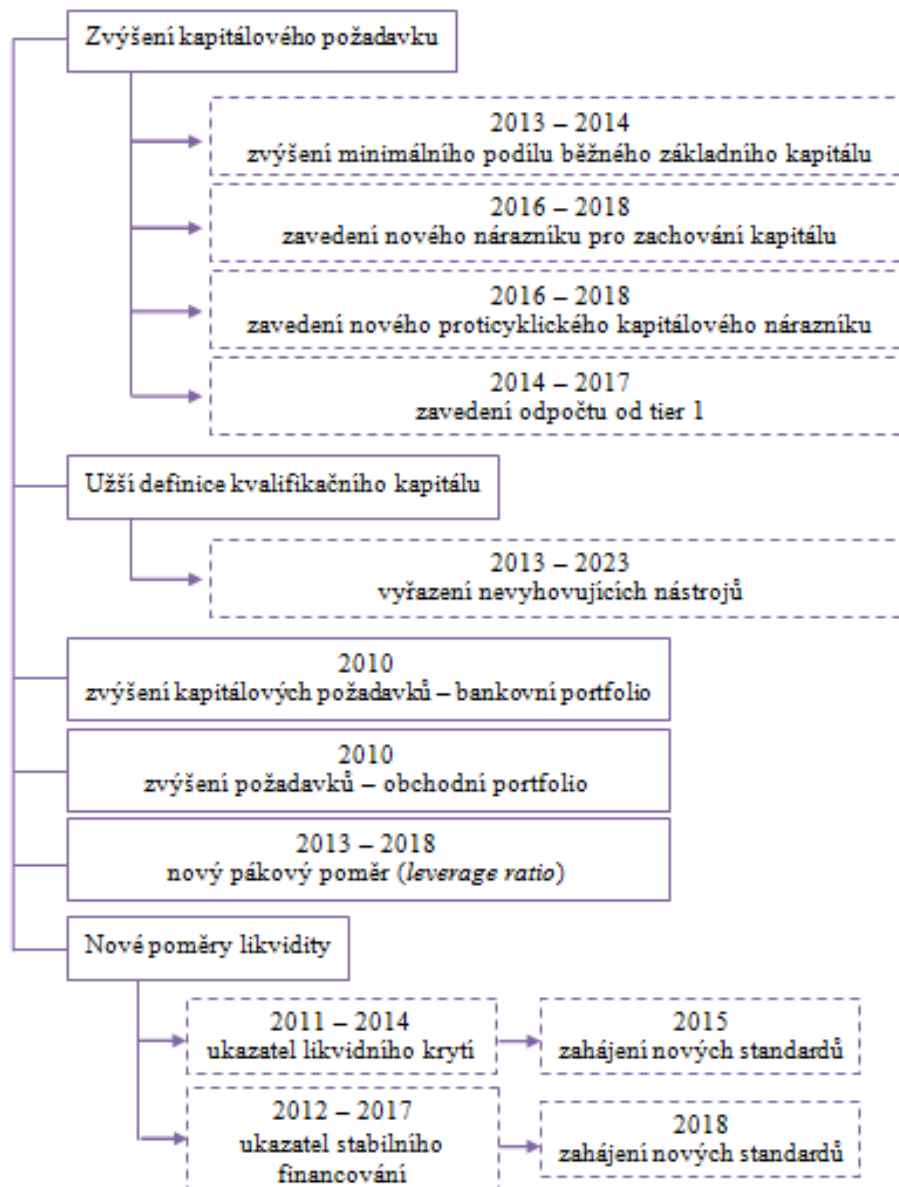 Zvýšení kapitálového požadavku
2013 – 2014
zvýšení minimálního podílu běžného základního kapitálu
2016 – 2018
zavedení nového nárazníku pro zachování kapitálu
2016 – 2018
zavedení nového proticyklického kapitálového nárazníku
2014 – 2017
zavedení odpočtu od tier 1
Užší definice kvalifikačního kapitálu
2013 – 2023
vyřazení nevyhovujících nástrojů
2010
zvýšení kapitálových požadavků – bankovní portfolio
2010
zvýšení požadavků – obchodní portfolio
2013 – 2018
nový pákový poměr (leverage ratio)
Nové poměry likvidity
2011 – 2014
ukazatel likvidního krytí
2015
zahájení nových standardů
2012 – 2017
ukazatel stabilního
financování
2018
zahájení nových standardů